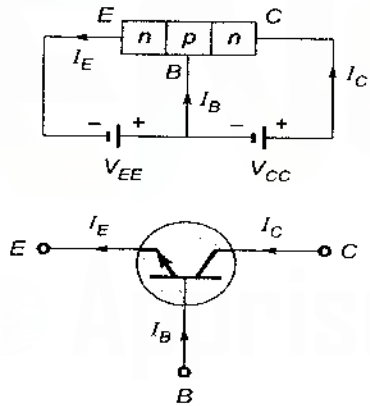 E C
n p n
I_E B I_C
I_B
− + − +
V_EE V_CC
I_E I_C
E C
I_B
B